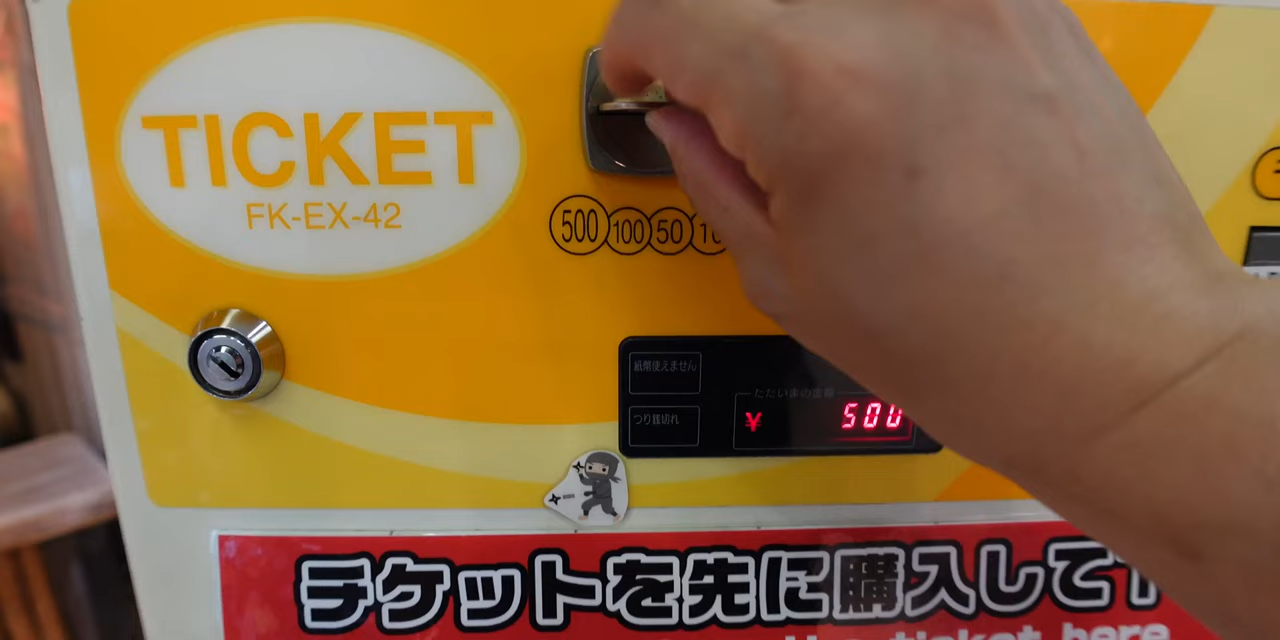 TICKET
FK-EX-42
500 100 50
紙幣使えません
つり銭切れ
ただいまの金額
¥ 500
チケットを先に購入して
ticket here